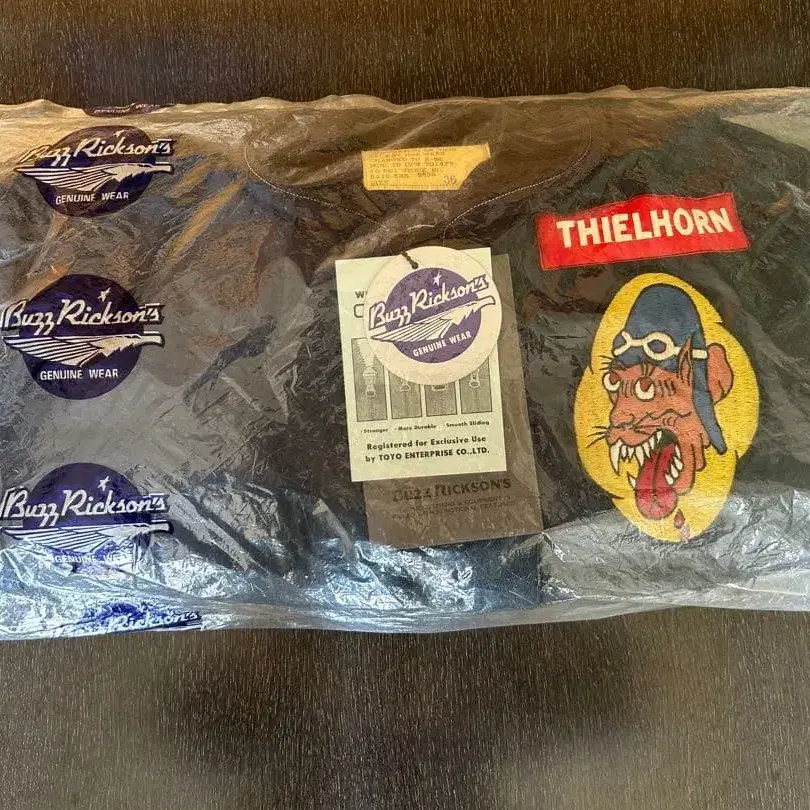 Buzz Rickson's
GENUINE WEAR
Buzz Rickson's
GENUINE WEAR
Buzz Rickson's
GENUINE WEAR
Rickson's
36
Buzz Rickson's
GENUINE WEAR
· Stronger · More Durable · Smooth Sliding
Registered for Exclusive Use
by TOYO ENTERPRISE CO.,LTD.
BUZZ RICKSON'S
THIELHORN